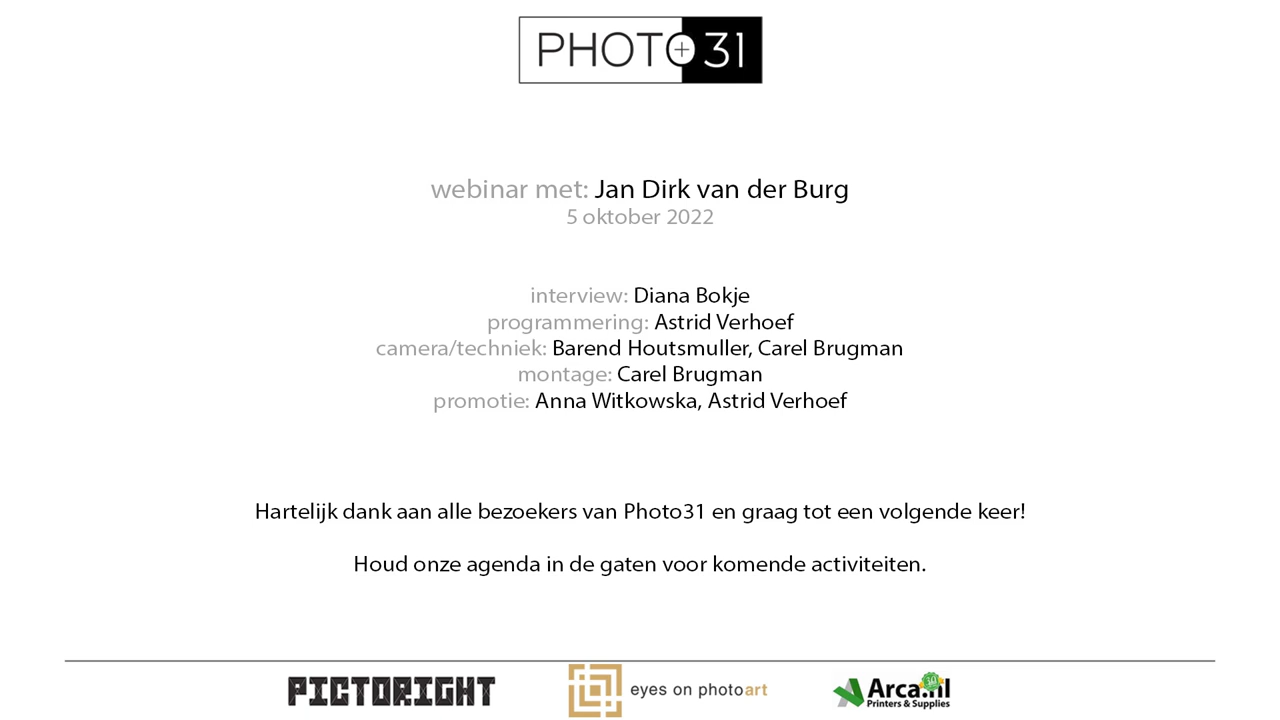 PHOTO 31
webinar met: Jan Dirk van der Burg
5 oktober 2022
interview: Diana Bokje
programmering: Astrid Verhoef
camera/techniek: Barend Houtsmuller, Carel Brugman
montage: Carel Brugman
promotie: Anna Witkowska, Astrid Verhoef
Hartelijk dank aan alle bezoekers van Photo31 en graag tot een volgende keer!
Houd onze agenda in de gaten voor komende activiteiten.
PICTORIGHT
eyes on photoart
Arca.nl
Printers & Supplies